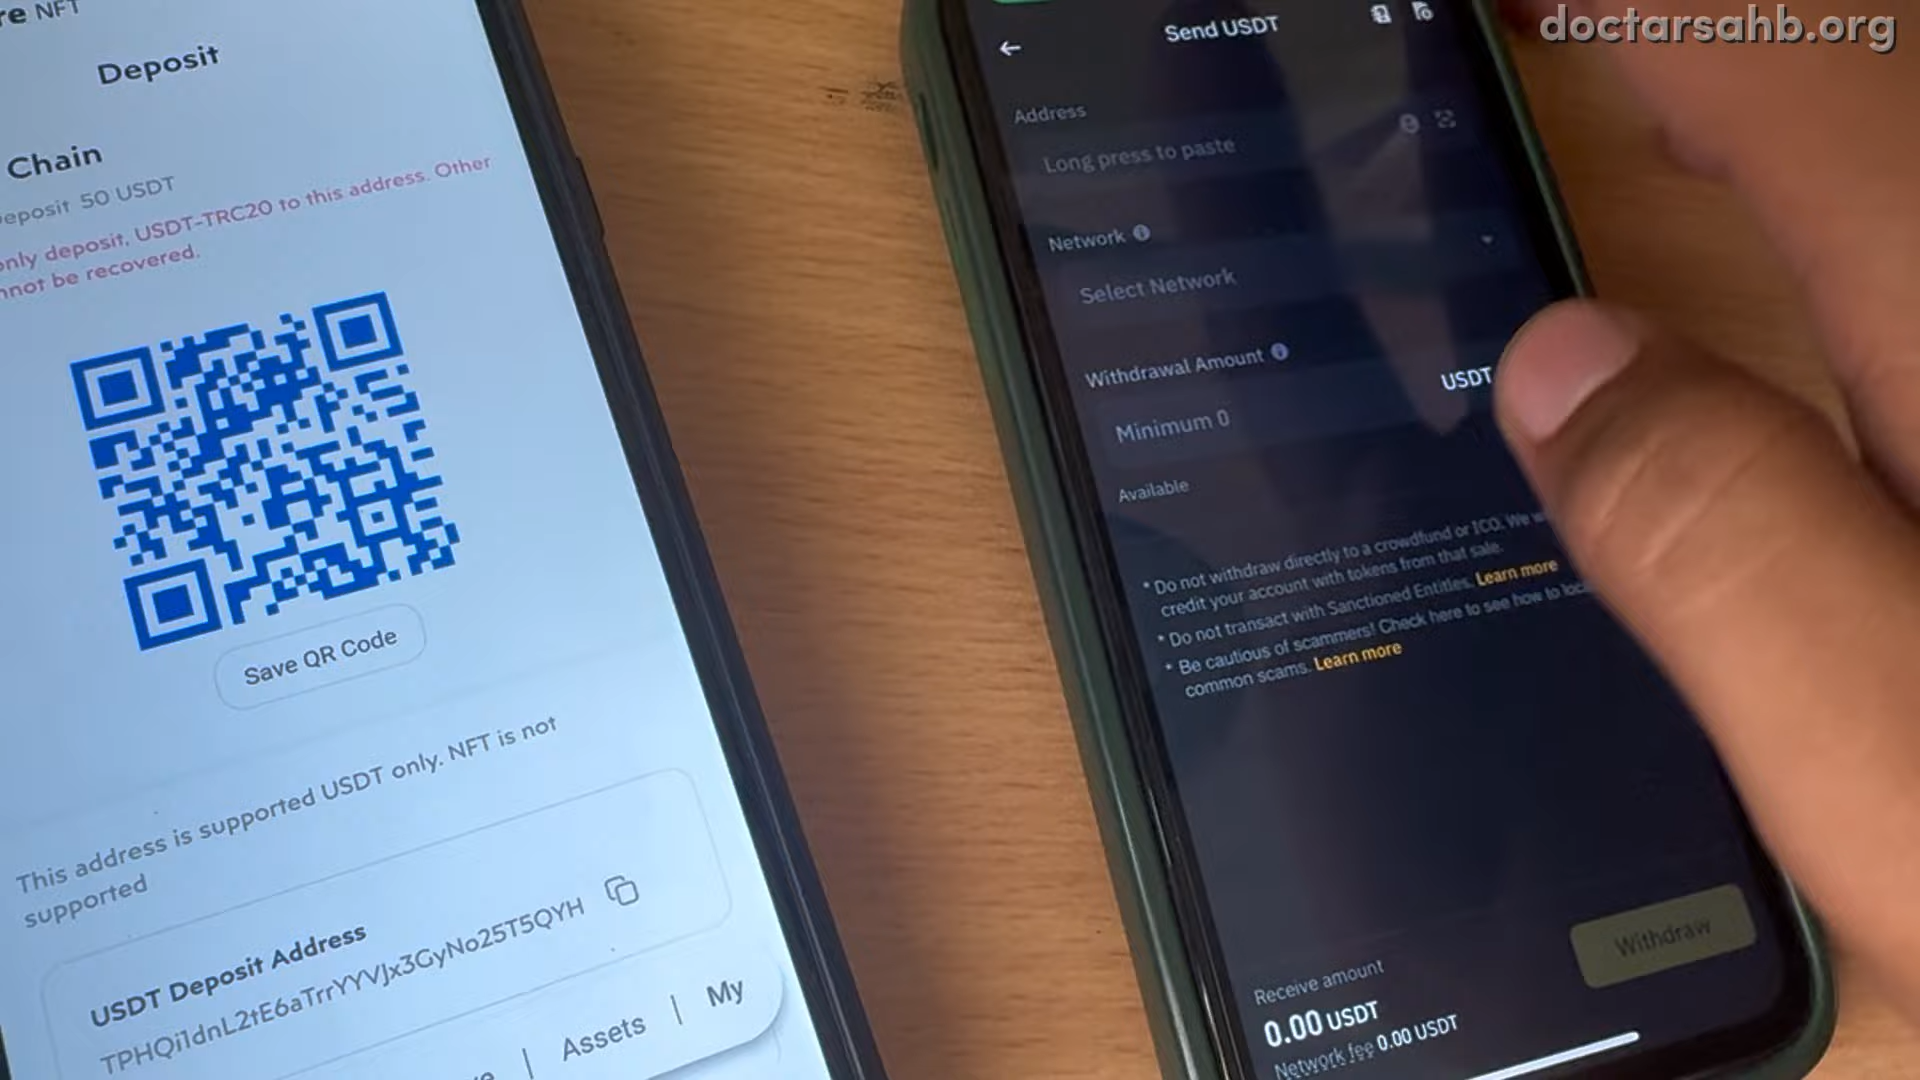 re NFT
Deposit
Chain
eposit 50 USDT
only deposit, USDT-TRC20 to this address. Other
nnot be recovered.
Save QR Code
This address is supported USDT only. NFT is not
supported
USDT Deposit Address
TPHQi1dnL2tE6aTrrYYVJx3GyNo25T5QYH
Assets | My
doctarsahb.org
Send USDT
Address
Long press to paste
Network
Select Network
Withdrawal Amount
Minimum 0
USDT
Available
* Do not withdraw directly to a crowdfund or ICO. We w
credit your account with tokens from that sale.
* Do not transact with Sanctioned Entities. Learn more
* Be cautious of scammers! Check here to see how to loc
common scams. Learn more
Withdraw
Receive amount
0.00 USDT
Network fee 0.00 USDT